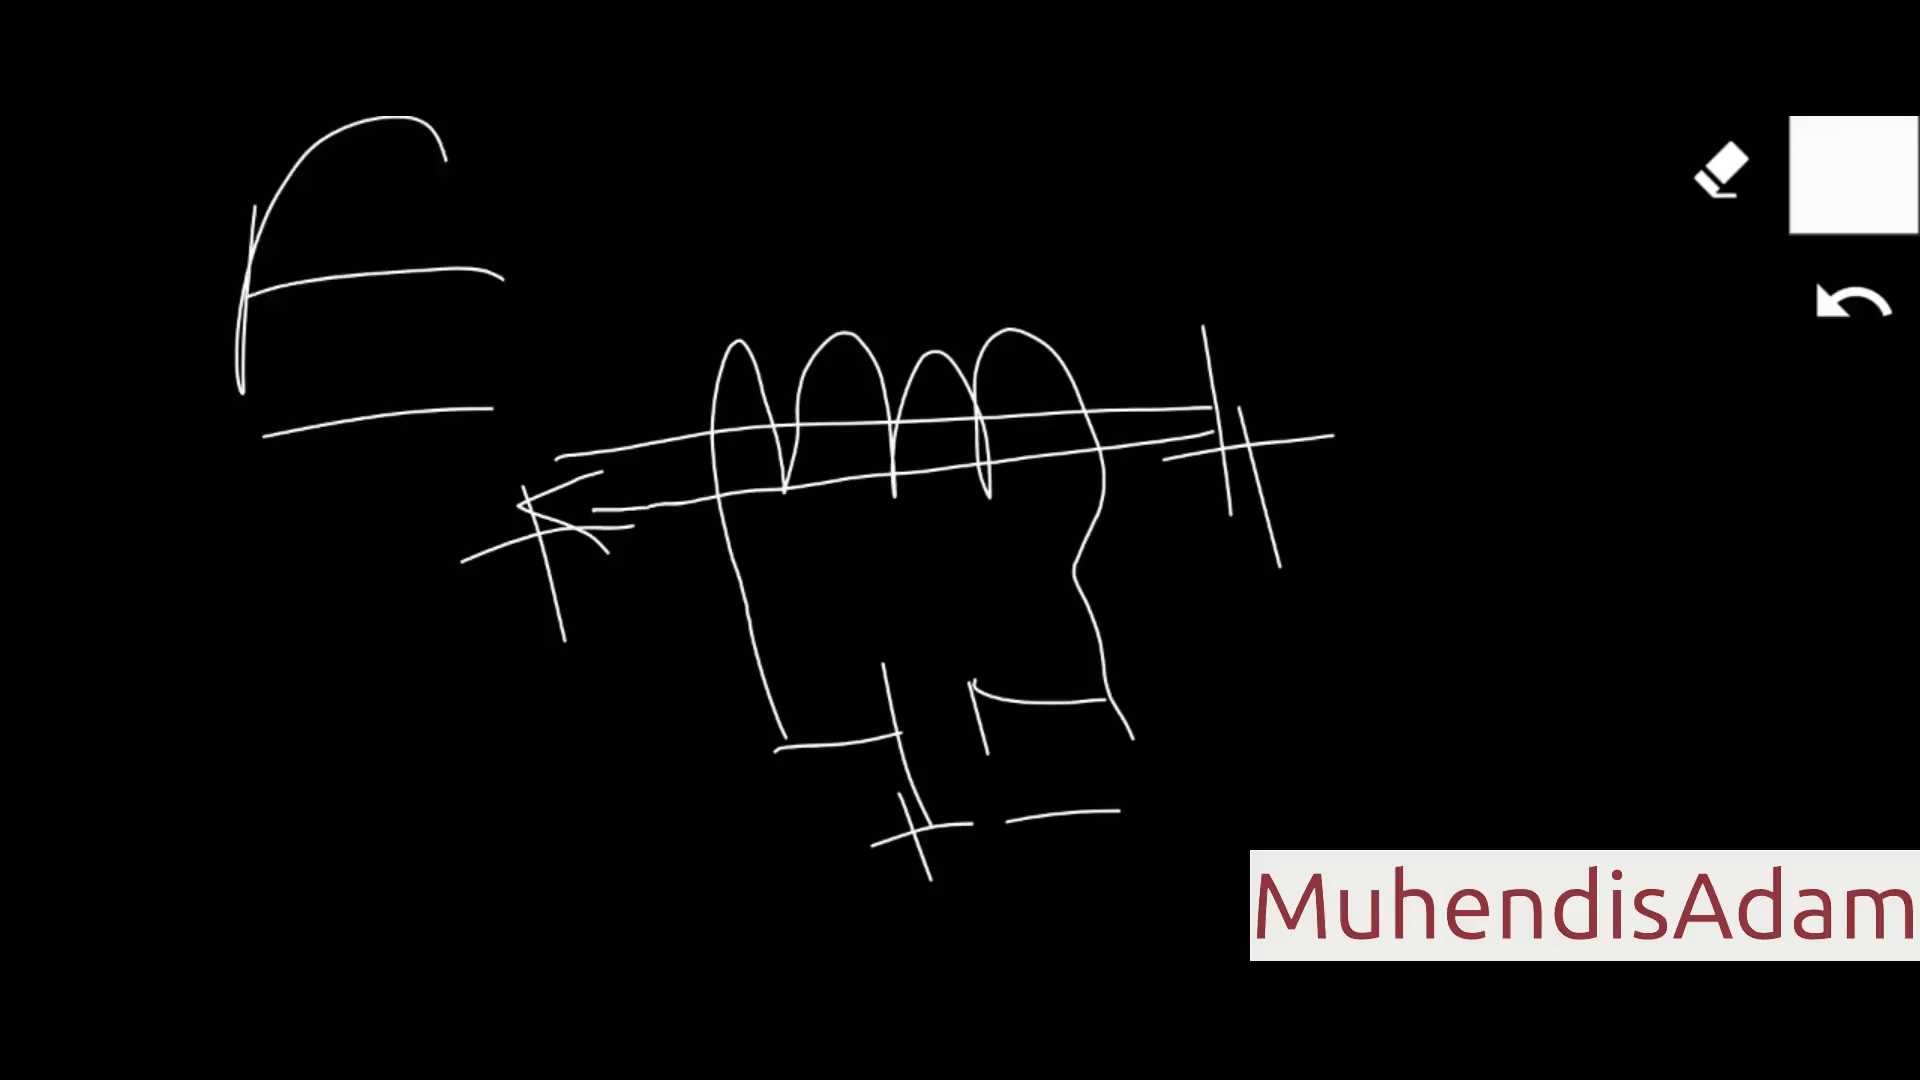 F
+
+ -
MuhendisAdam